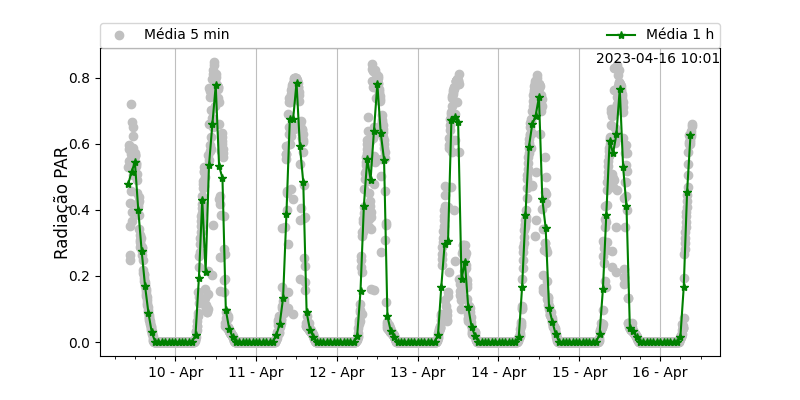 Média 5 min
Média 1 h
2023-04-16 10:01
Radiação PAR
0.8
0.6
0.4
0.2
0.0
10 - Apr
11 - Apr
12 - Apr
13 - Apr
14 - Apr
15 - Apr
16 - Apr